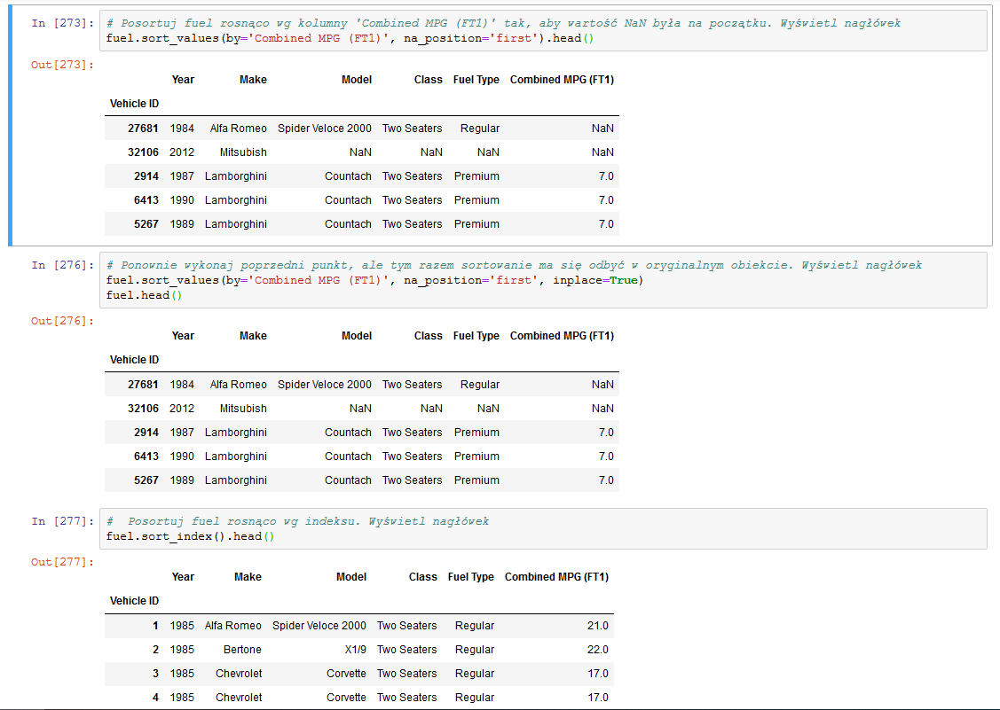 In [273]: # Posortuj fuel rosnąco wg kolumny 'Combined MPG (FT1)' tak, aby wartość NaN była na początku. Wyświetl nagłówek
fuel.sort_values(by='Combined MPG (FT1)', na_position='first').head()
Out[273]:
Year Make Model Class Fuel Type Combined MPG (FT1)
Vehicle ID
27681 1984 Alfa Romeo Spider Veloce 2000 Two Seaters Regular NaN
32106 2012 Mitsubish NaN NaN NaN NaN
2914 1987 Lamborghini Countach Two Seaters Premium 7.0
6413 1990 Lamborghini Countach Two Seaters Premium 7.0
5267 1989 Lamborghini Countach Two Seaters Premium 7.0
In [276]: # Ponownie wykonaj poprzedni punkt, ale tym razem sortowanie ma się odbyć w oryginalnym obiekcie. Wyświetl nagłówek
fuel.sort_values(by='Combined MPG (FT1)', na_position='first', inplace=True)
fuel.head()
Out[276]:
Year Make Model Class Fuel Type Combined MPG (FT1)
Vehicle ID
27681 1984 Alfa Romeo Spider Veloce 2000 Two Seaters Regular NaN
32106 2012 Mitsubish NaN NaN NaN NaN
2914 1987 Lamborghini Countach Two Seaters Premium 7.0
6413 1990 Lamborghini Countach Two Seaters Premium 7.0
5267 1989 Lamborghini Countach Two Seaters Premium 7.0
In [277]: #  Posortuj fuel rosnąco wg indeksu. Wyświetl nagłówek
fuel.sort_index().head()
Out[277]:
Year Make Model Class Fuel Type Combined MPG (FT1)
Vehicle ID
1 1985 Alfa Romeo Spider Veloce 2000 Two Seaters Regular 21.0
2 1985 Bertone X1/9 Two Seaters Regular 22.0
3 1985 Chevrolet Corvette Two Seaters Regular 17.0
4 1985 Chevrolet Corvette Two Seaters Regular 17.0